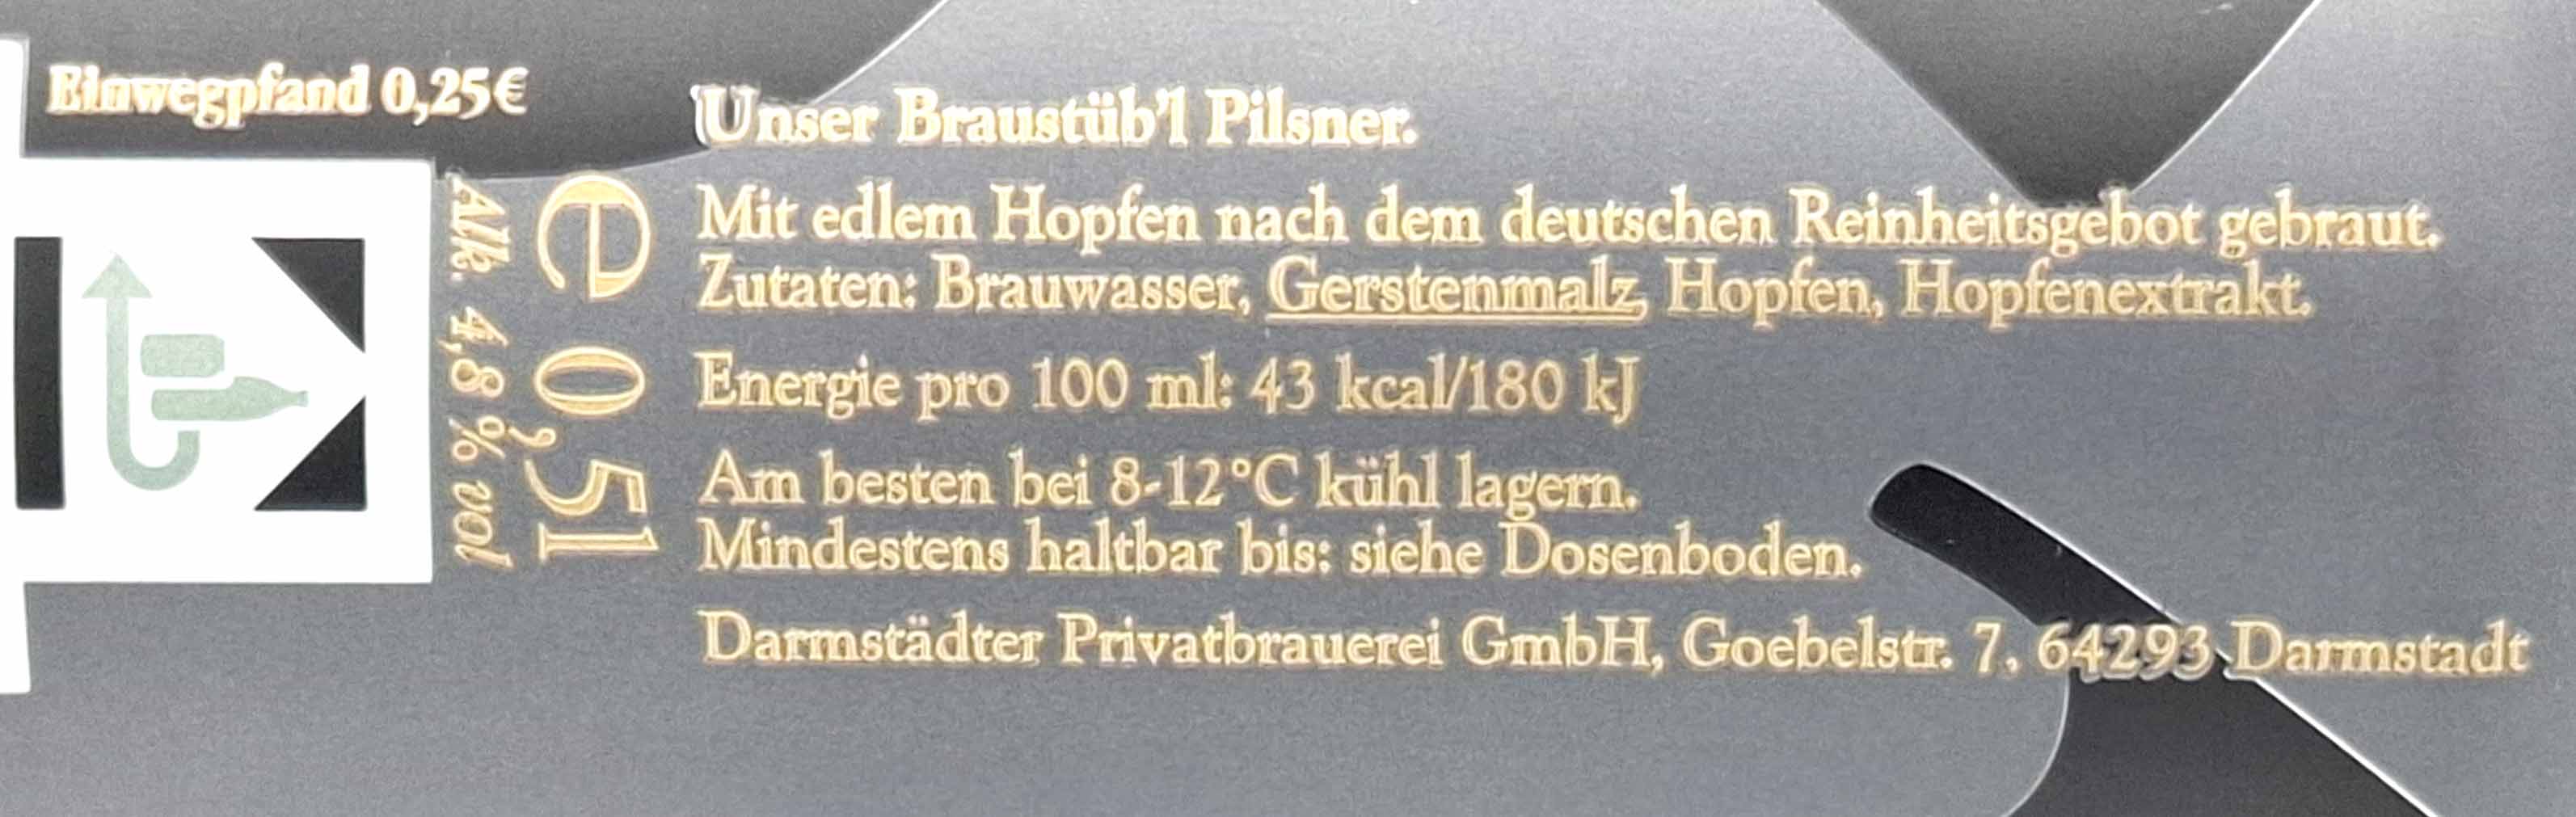 Einwegpfand 0,25€
Alk. 4,8 % vol
e 0,5l
Unser Braustüb'l Pilsner.
Mit edlem Hopfen nach dem deutschen Reinheitsgebot gebraut.
Zutaten: Brauwasser, Gerstenmalz, Hopfen, Hopfenextrakt.
Energie pro 100 ml: 43 kcal/180 kJ
Am besten bei 8-12°C kühl lagern.
Mindestens haltbar bis: siehe Dosenboden.
Darmstädter Privatbrauerei GmbH, Goebelstr. 7, 64293 Darmstadt